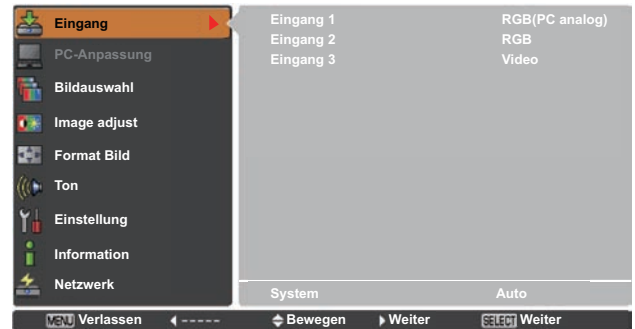 Eingang
PC-Anpassung
Bildauswahl
Image adjust
Format Bild
Ton
Einstellung
Information
Netzwerk
Eingang 1 RGB(PC analog)
Eingang 2 RGB
Eingang 3 Video
System Auto
MENU Verlassen ----- Bewegen Weiter SELECT Weiter